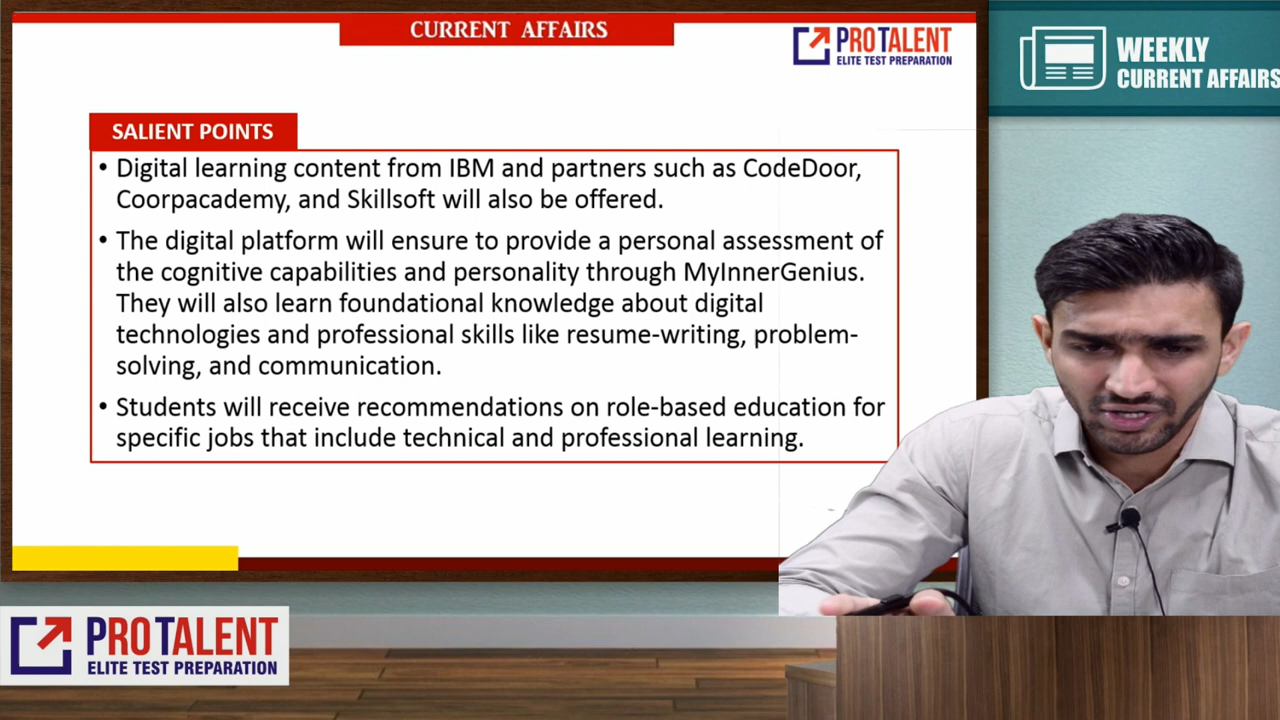 CURRENT AFFAIRS
PROTALENT
ELITE TEST PREPARATION
WEEKLY
CURRENT AFFAIRS
SALIENT POINTS
• Digital learning content from IBM and partners such as CodeDoor,
Coorpacademy, and Skillsoft will also be offered.
• The digital platform will ensure to provide a personal assessment of
the cognitive capabilities and personality through MyInnerGenius.
They will also learn foundational knowledge about digital
technologies and professional skills like resume-writing, problem-
solving, and communication.
• Students will receive recommendations on role-based education for
specific jobs that include technical and professional learning.
PROTALENT
ELITE TEST PREPARATION